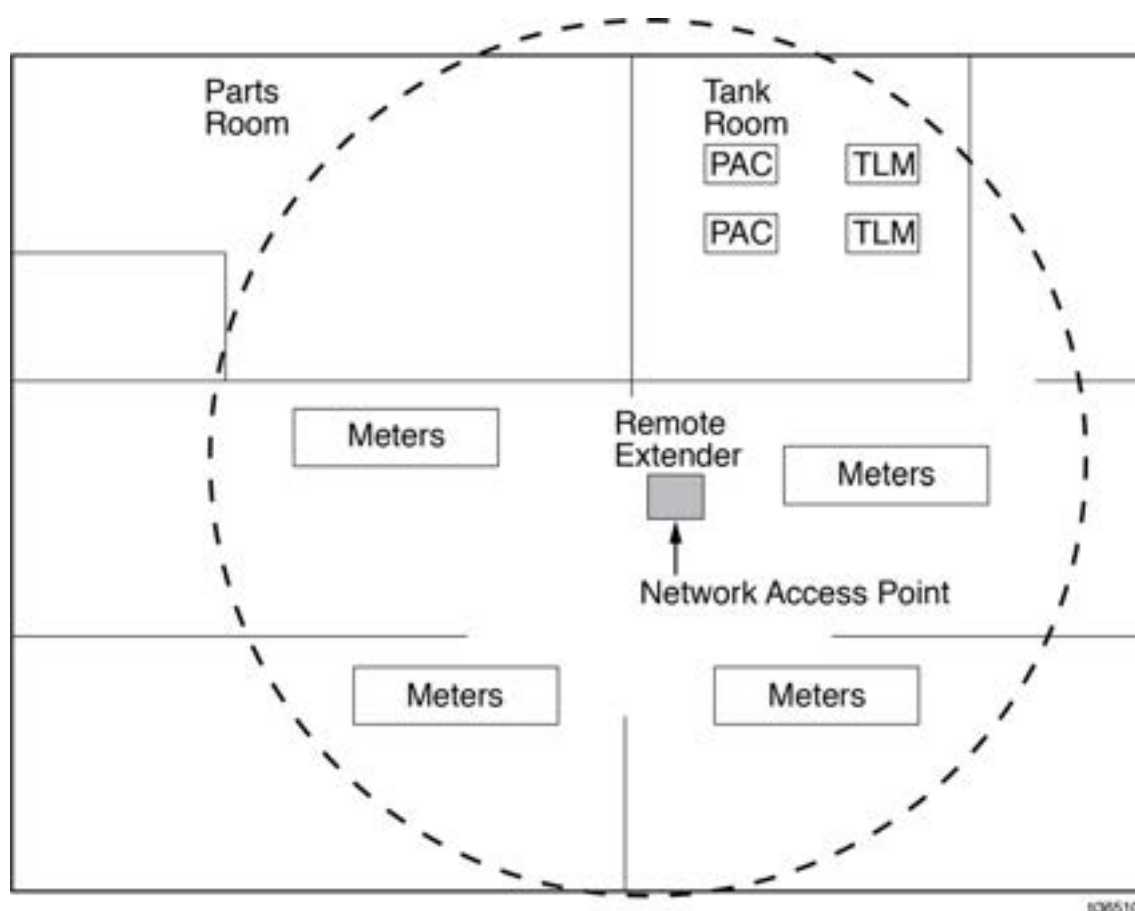 Parts
Room
Tank
Room
PAC
TLM
PAC
TLM
Meters
Remote
Extender
Meters
Network Access Point
Meters
Meters